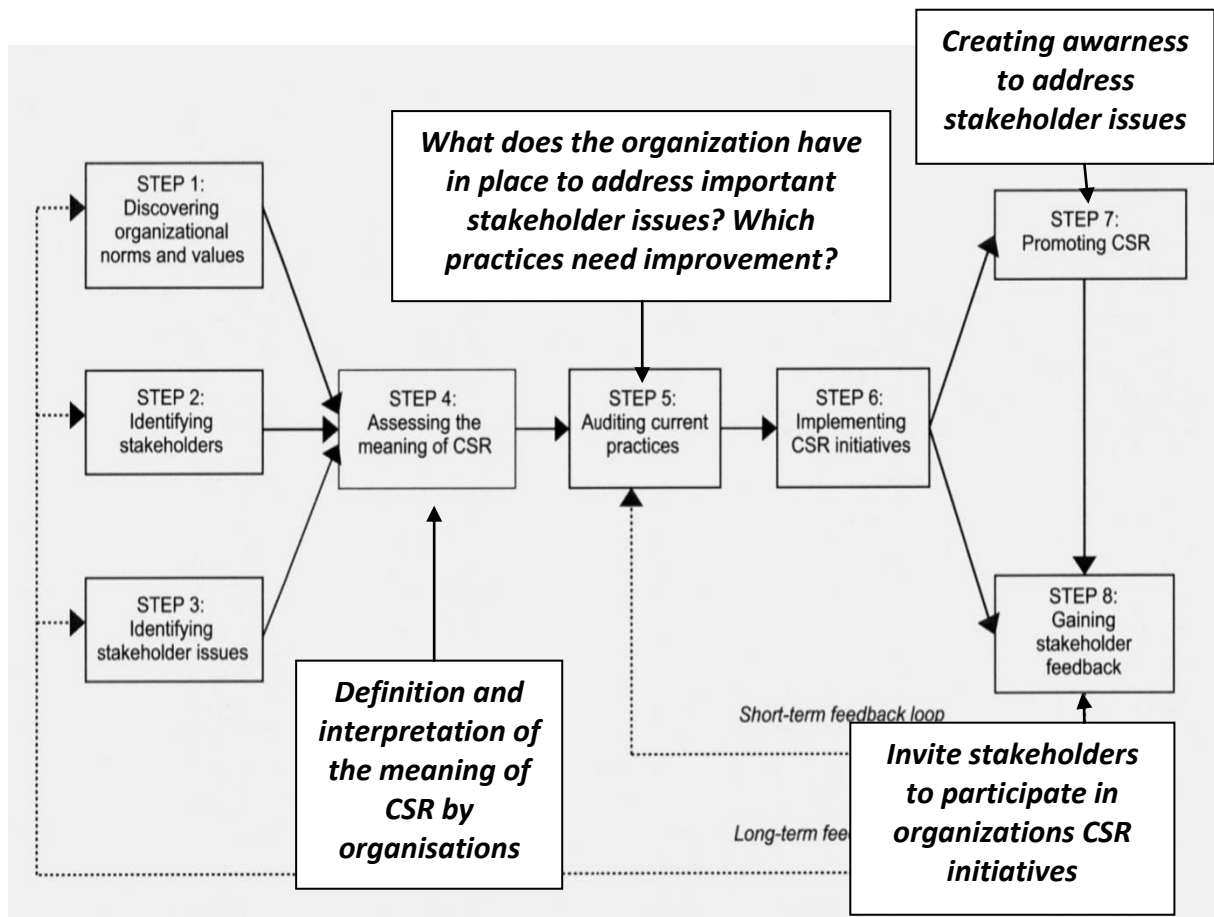 Creating awarness
to address
stakeholder issues
What does the organization have
in place to address important
stakeholder issues? Which
practices need improvement?
STEP 1:
Discovering
organizational
norms and values
STEP 7:
Promoting CSR
STEP 2:
Identifying
stakeholders
STEP 4:
Assessing the
meaning of CSR
STEP 5:
Auditing current
practices
STEP 6:
Implementing
CSR initiatives
STEP 3:
Identifying
stakeholder issues
STEP 8:
Gaining
stakeholder
feedback
Definition and
interpretation of
the meaning of
CSR by
organisations
Short-term feedback loop
Long-term
Invite stakeholders
to participate in
organizations CSR
initiatives